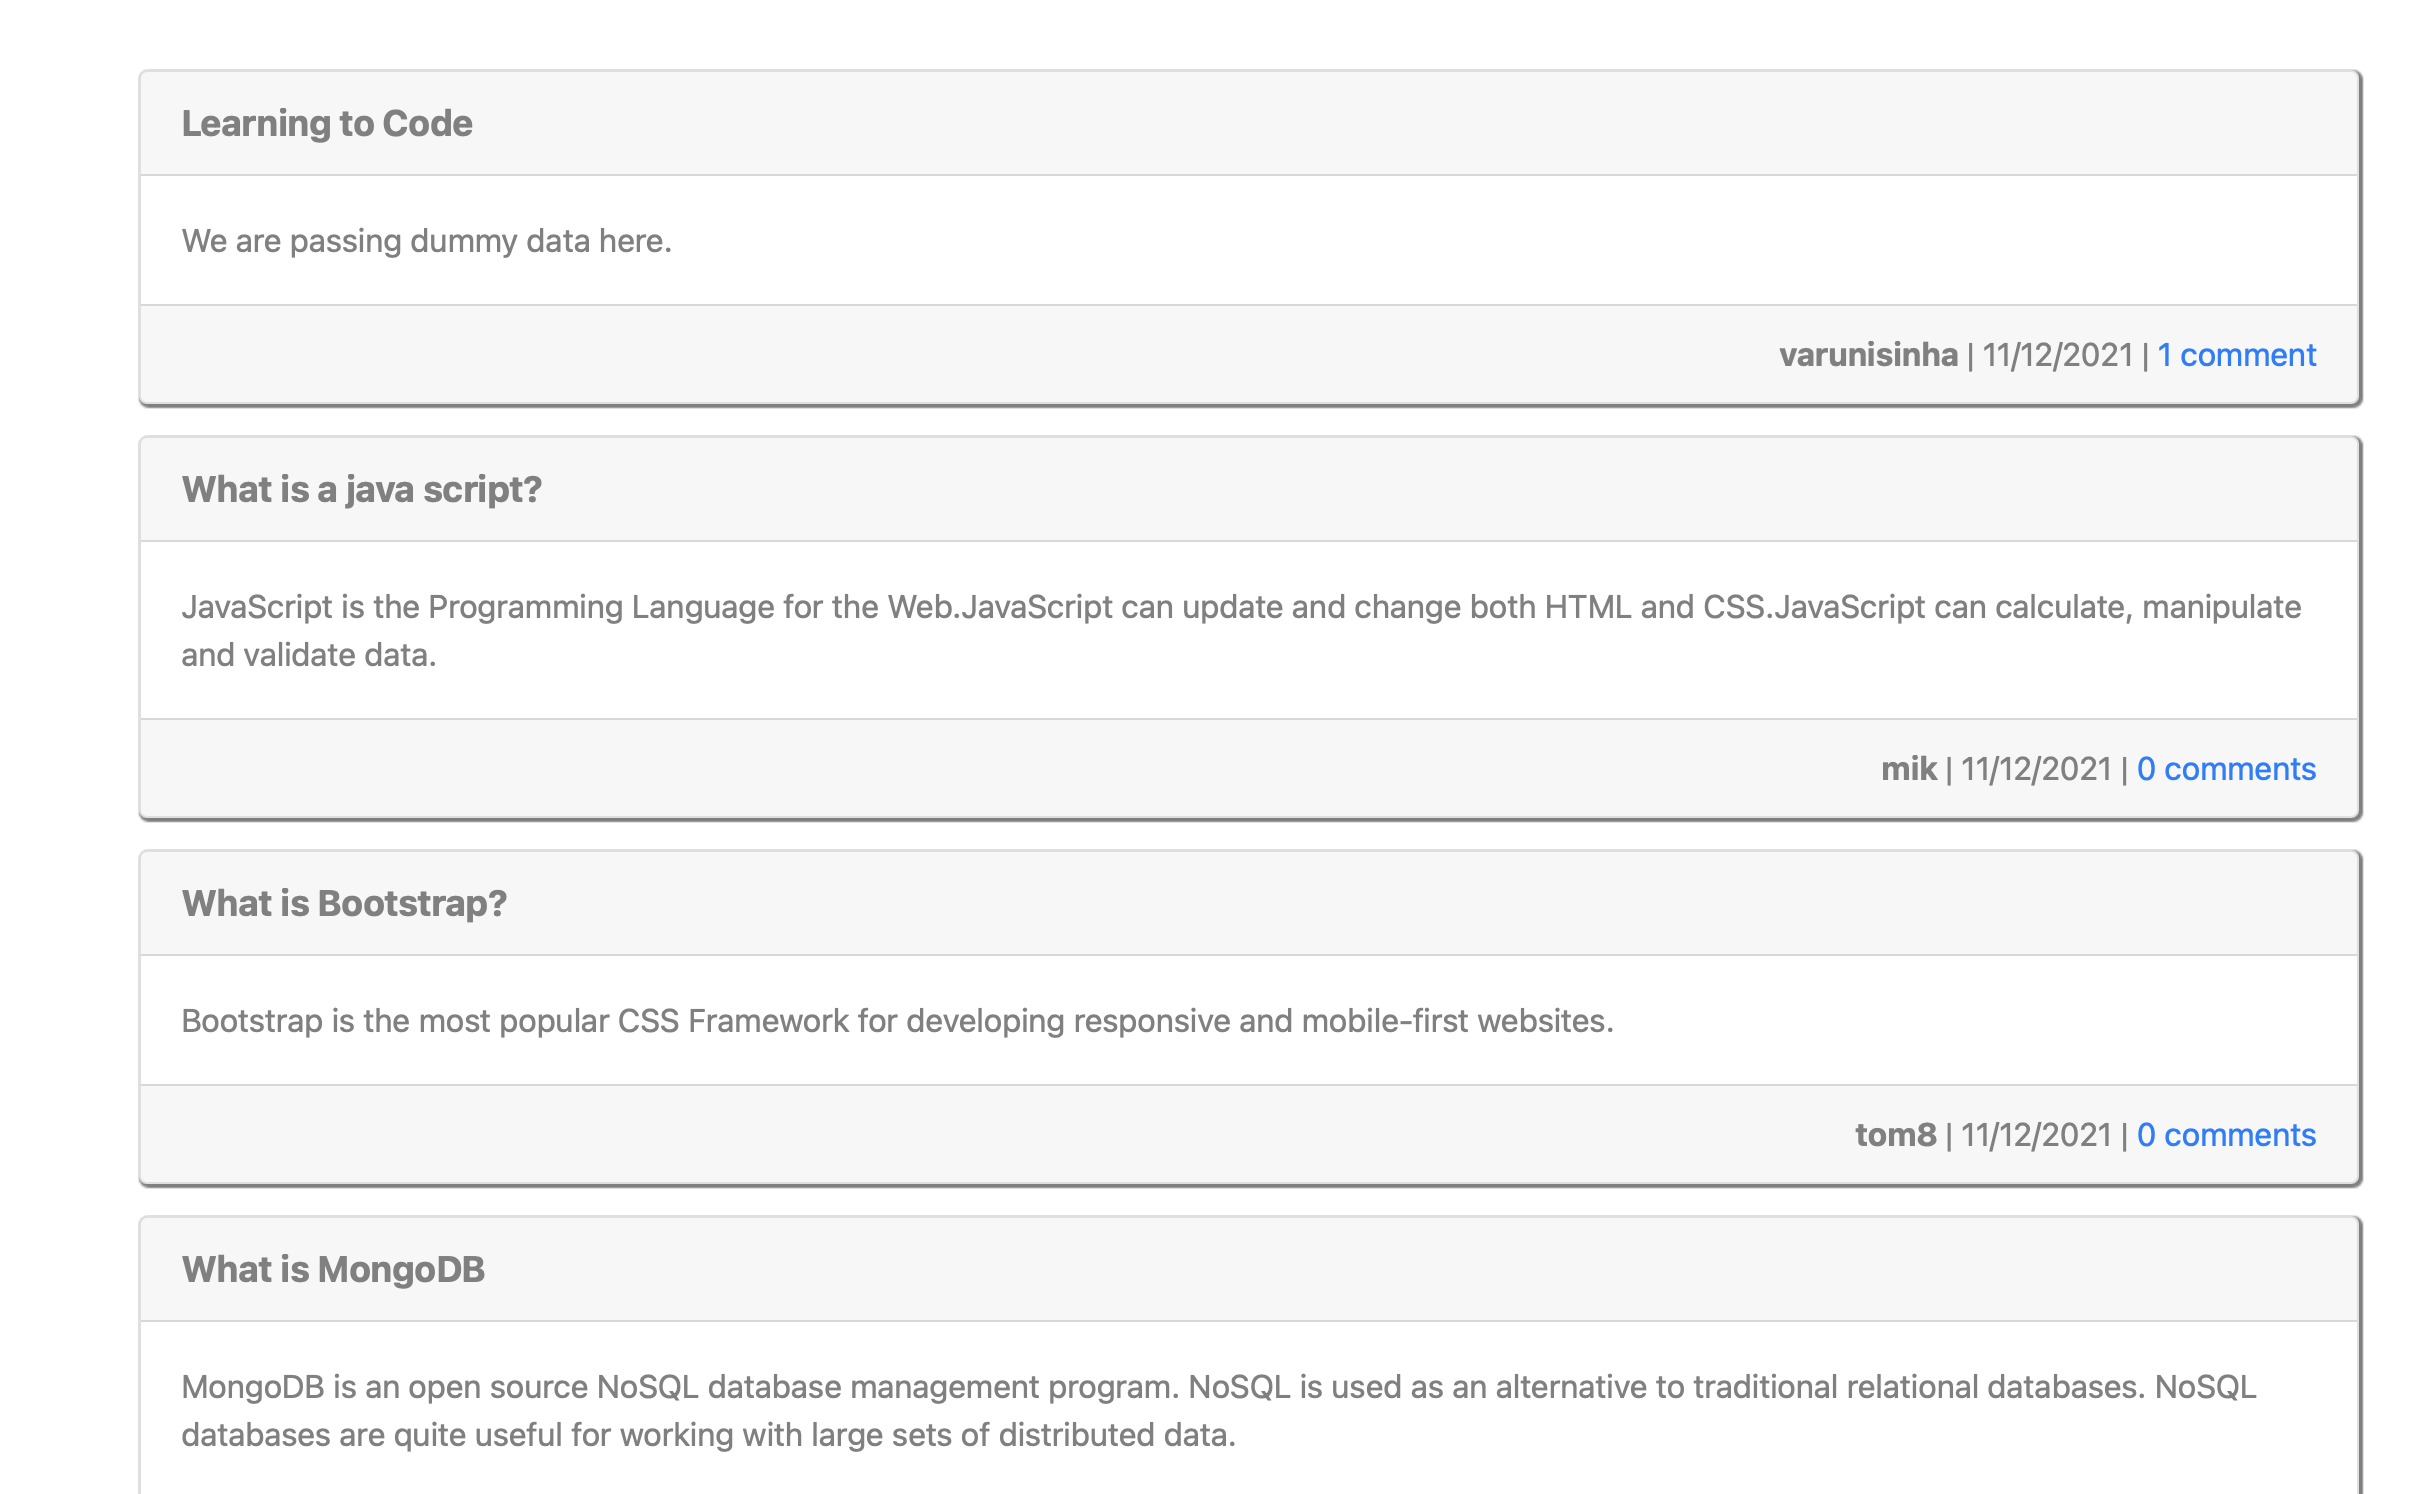 Learning to Code
We are passing dummy data here.
varunisinha | 11/12/2021 | 1 comment
What is a java script?
JavaScript is the Programming Language for the Web.JavaScript can update and change both HTML and CSS.JavaScript can calculate, manipulate
and validate data.
mik | 11/12/2021 | 0 comments
What is Bootstrap?
Bootstrap is the most popular CSS Framework for developing responsive and mobile-first websites.
tom8 | 11/12/2021 | 0 comments
What is MongoDB
MongoDB is an open source NoSQL database management program. NoSQL is used as an alternative to traditional relational databases. NoSQL
databases are quite useful for working with large sets of distributed data.